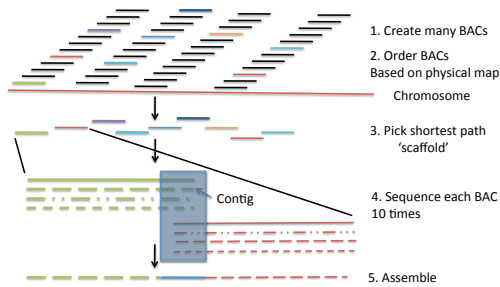 1. Create many BACs
2. Order BACs
Based on physical map
Chromosome
3. Pick shortest path
'scaffold'
Contig
4. Sequence each BAC
10 times
5. Assemble